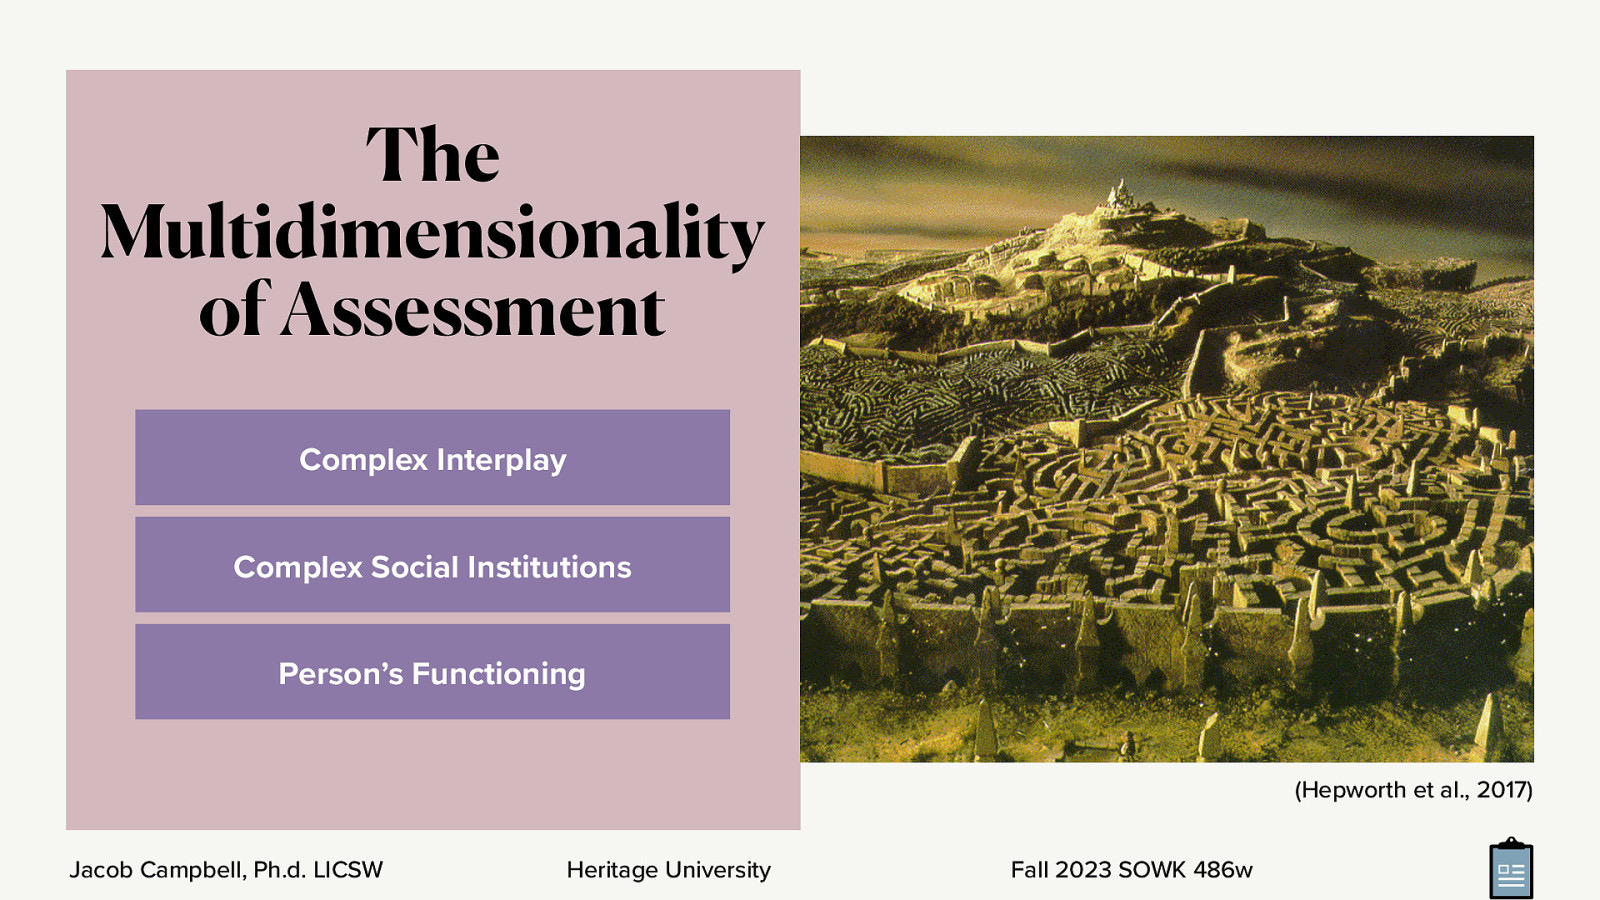 The
Multidimensionality
of Assessment
Complex Interplay
Complex Social Institutions
Person’s Functioning
(Hepworth et al., 2017)
Jacob Campbell, Ph.d. LICSW
Heritage University
Fall 2023 SOWK 486w